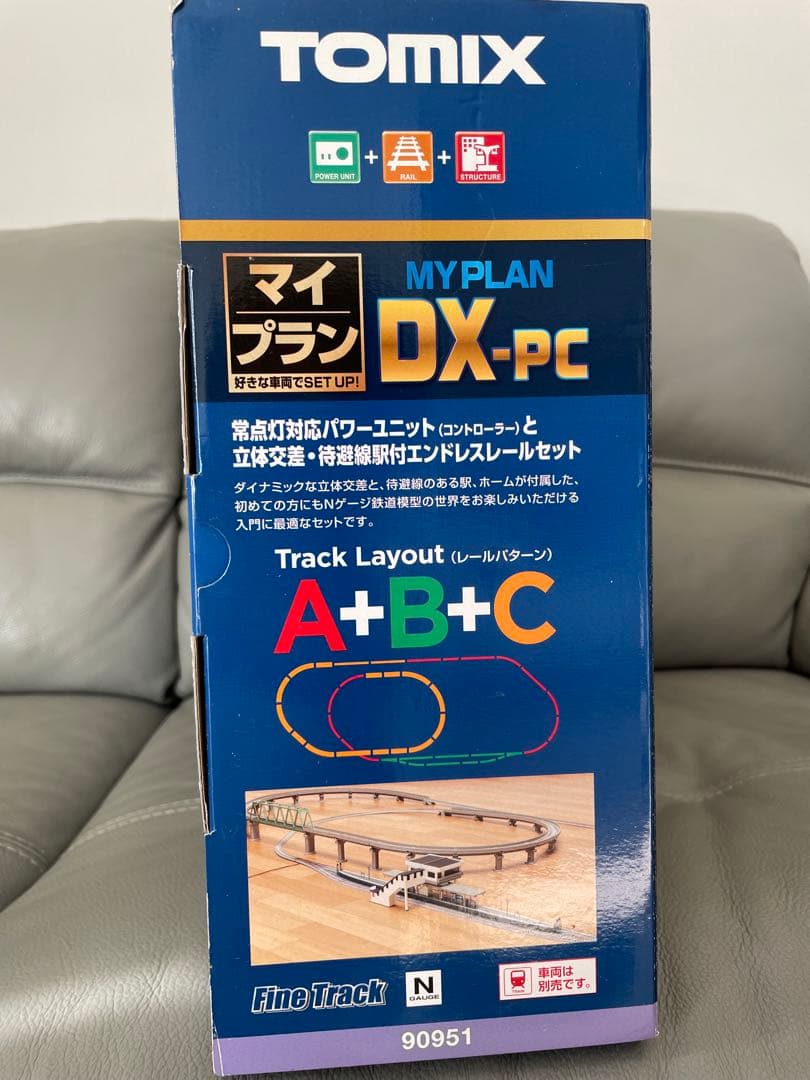 TOMIX
POWER UNIT + RAIL + STRUCTURE
マイ
プラン
好きな車両でSET UP!
MY PLAN
DX-PC
常点灯対応パワーユニット(コントローラー)と
立体交差・待避線駅付エンドレスレールセット
ダイナミックな立体交差と、待避線のある駅、ホームが付属した、
初めての方にもNゲージ鉄道模型の世界をお楽しみいただける
入門に最適なセットです。
Track Layout (レールパターン)
A+B+C
Fine Track
N
GAUGE
TRAIN
車両は
別売です。
90951